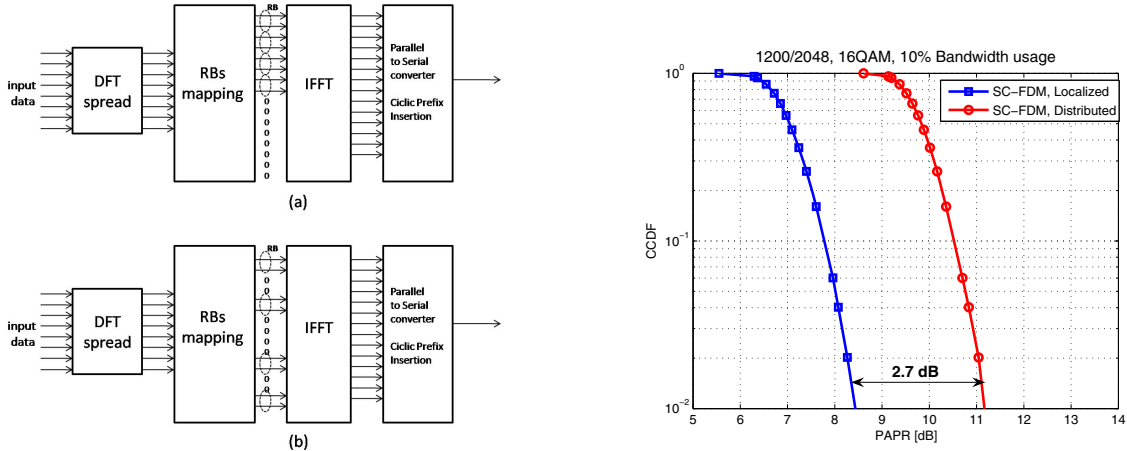 input
data
DFT
spread
RBs
mapping
RB
0
0
0
0
0
0
0
0
IFFT
Parallel
to Serial
converter
Ciclic Prefix
Insertion
(a)
input
data
DFT
spread
RBs
mapping
RB
0
0
0
0
0
0
0
0
IFFT
Parallel
to Serial
converter
Ciclic Prefix
Insertion
(b)
1200/2048, 16QAM, 10% Bandwidth usage
SC-FDM, Localized
SC-FDM, Distributed
2.7 dB
CCDF
10^0
10^-1
10^-2
5 6 7 8 9 10 11 12 13 14
PAPR [dB]